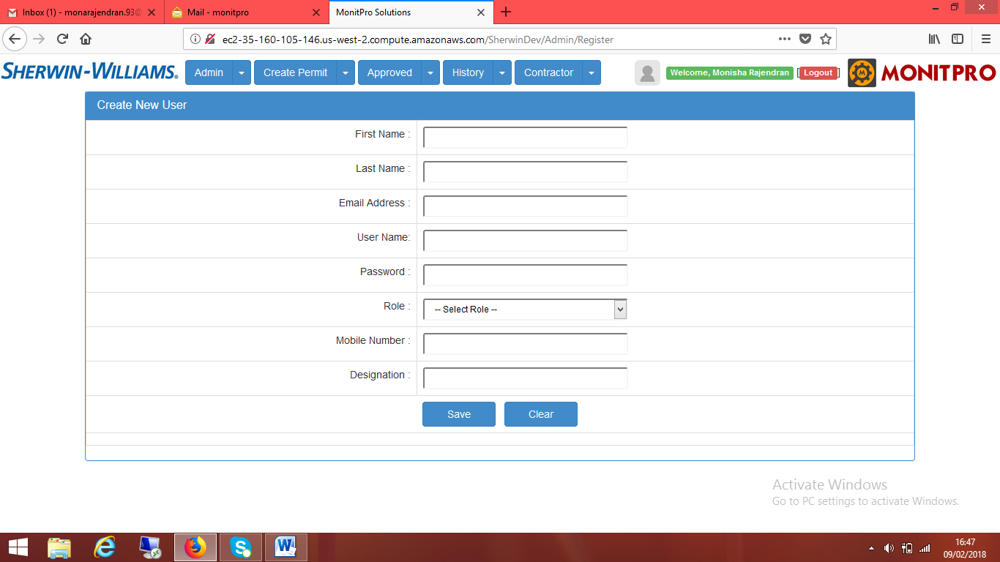 Inbox (1) - monarajendran.93@
Mail - monitpro
MonitPro Solutions
ec2-35-160-105-146.us-west-2.compute.amazonaws.com/SherwinDev/Admin/Register
SHERWIN-WILLIAMS®
Admin
Create Permit
Approved
History
Contractor
Welcome, Monisha Rajendran
[Logout]
M
MONITPRO
Create New User
First Name :
Last Name :
Email Address :
User Name:
Password :
Role :
-- Select Role --
Mobile Number :
Designation :
Save
Clear
Activate Windows
Go to PC settings to activate Windows.
16:47
09/02/2018